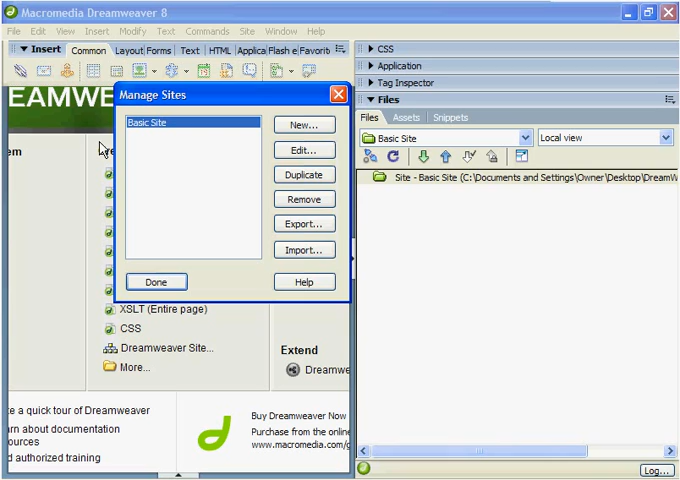 Macromedia Dreamweaver 8
File Edit View Insert Modify Text Commands Site Window Help
Insert Common Layout Forms Text HTML Applica Flash e Favorit
CSS
Application
Tag Inspector
Files
Files Assets Snippets
Basic Site Local view
Site - Basic Site (C:\Documents and Settings\Owner\Desktop\DreamW
EAMWE
Manage Sites
Basic Site
New...
Edit...
Duplicate
Remove
Export...
Import...
Done
Help
em
XSLT (Entire page)
CSS
Dreamweaver Site...
More...
Extend
Dreamwe
e a quick tour of Dreamweaver
rn about documentation
ources
d authorized training
Buy Dreamweaver Now
Purchase from the online
www.macromedia.com/g
Log...